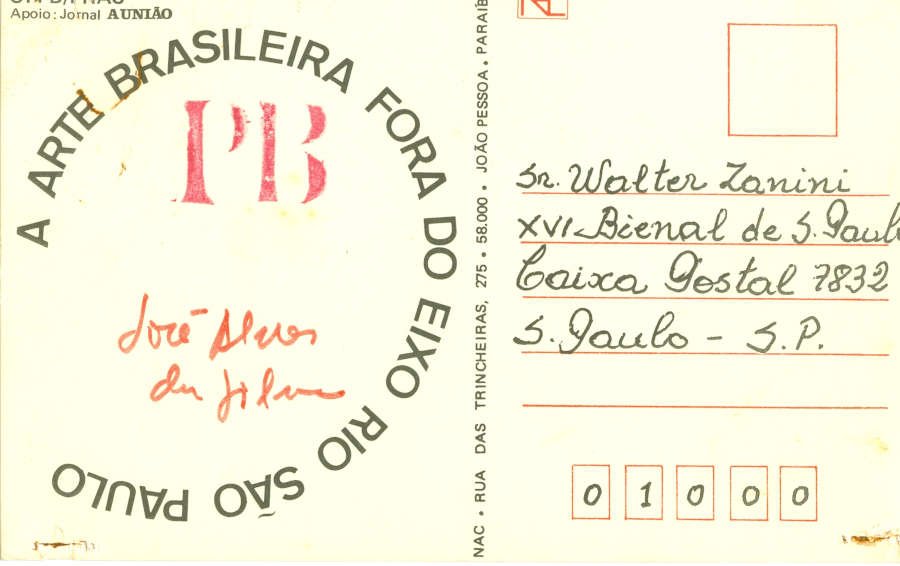 Apoio: Jornal A UNIÃO
A ARTE BRASILEIRA FORA DO EIXO RIO SÃO PAULO
PB
José Alves
da Silva
NAC • RUA DAS TRINCHEIRAS, 275 • 58.000 • JOÃO PESSOA • PARAÍB
Sr. Walter Zanini
XVI Bienal de S. Paulo
Caixa Postal 7832
S. Paulo - S.P.
0 1 0 0 0